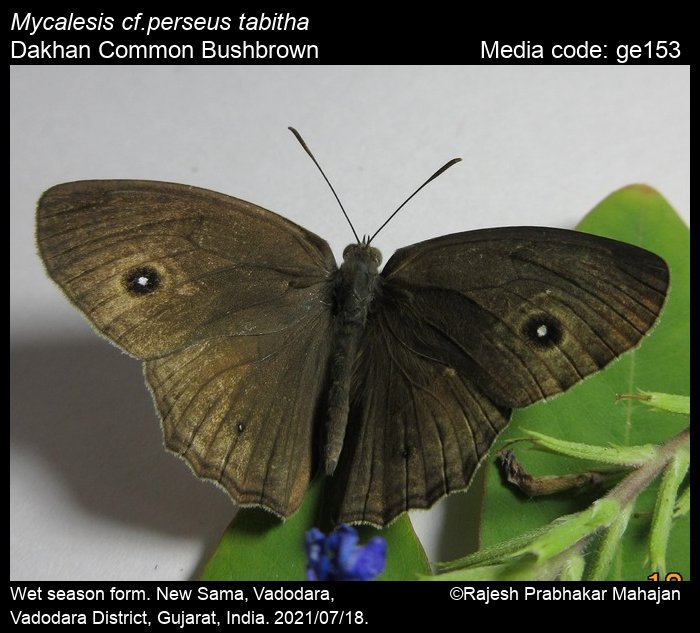 Mycalesis cf.perseus tabitha
Dakhan Common Bushbrown Media code: ge153
Wet season form. New Sama, Vadodara, ©Rajesh Prabhakar Mahajan
Vadodara District, Gujarat, India. 2021/07/18.